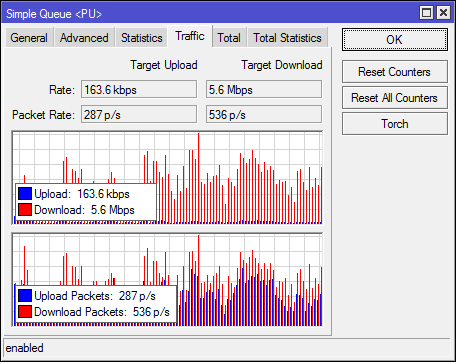 Simple Queue <PU>
General Advanced Statistics Traffic Total Total Statistics
Target Upload Target Download
Rate: 163.6 kbps 5.6 Mbps
Packet Rate: 287 p/s 536 p/s
Upload: 163.6 kbps
Download: 5.6 Mbps
Upload Packets: 287 p/s
Download Packets: 536 p/s
OK
Reset Counters
Reset All Counters
Torch
enabled